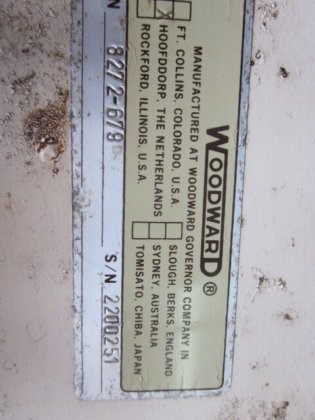 WOODWARD®
MANUFACTURED AT WOODWARD GOVERNOR COMPANY IN
FT. COLLINS, COLORADO, U.S.A.
SLOUGH, BERKS, ENGLAND
HOOFDDORP, THE NETHERLANDS
SYDNEY, AUSTRALIA
ROCKFORD, ILLINOIS, U.S.A.
TOMISATO, CHIBA, JAPAN
N 8272-679
S/N 2200251